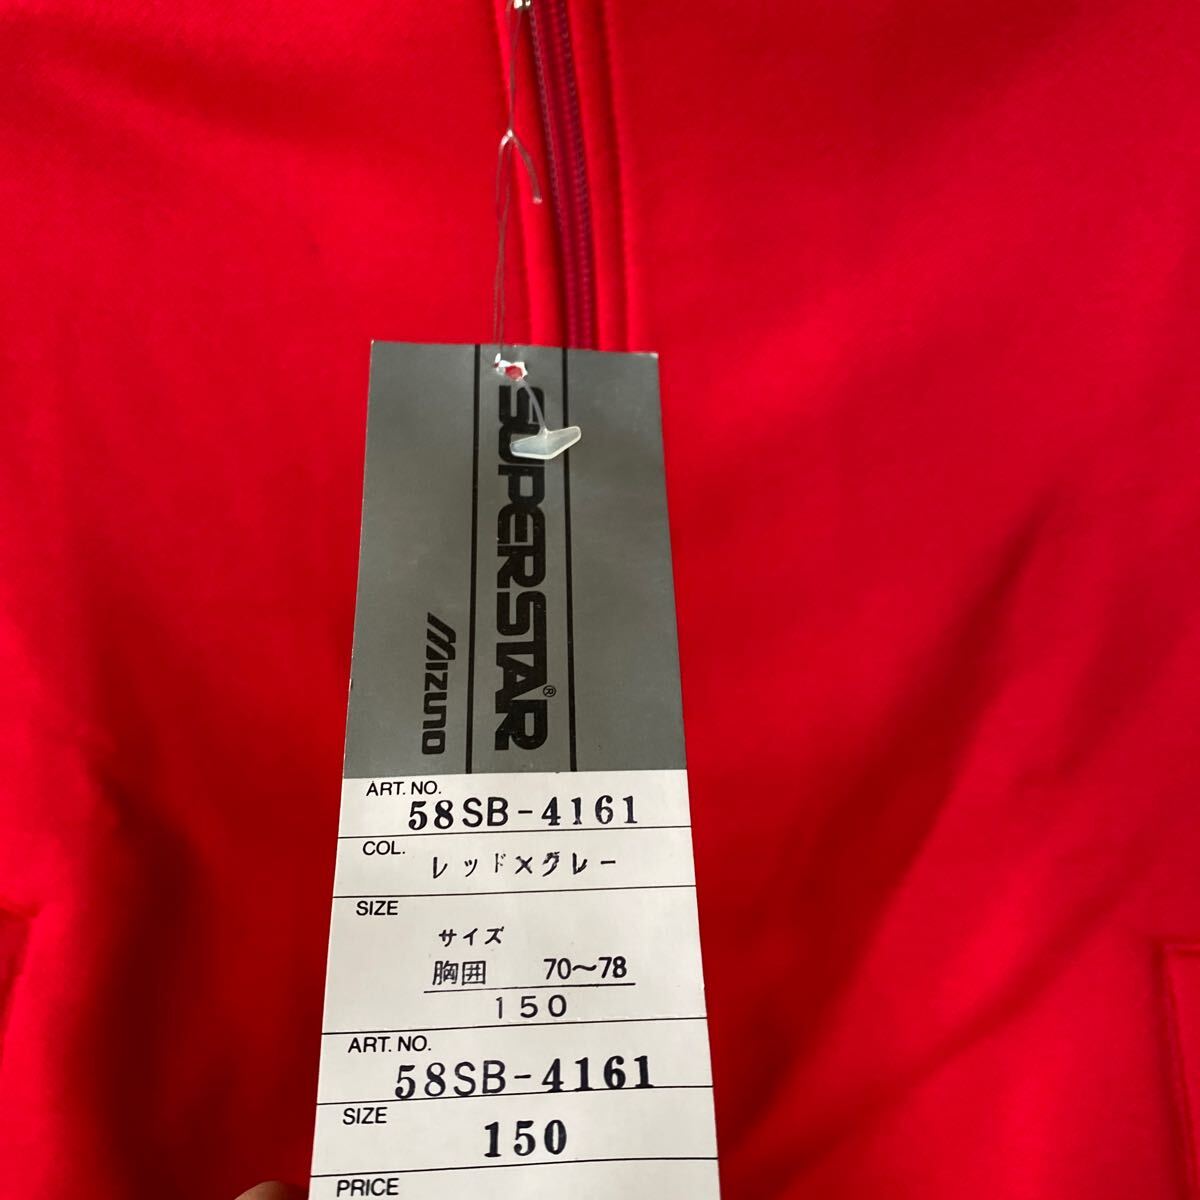 SUPERSTAR®
Mizuno
ART. NO.
58SB-4161
COL.
レッド×グレー
SIZE
サイズ
胸囲 70〜78
150
ART. NO.
58SB-4161
SIZE
150
PRICE